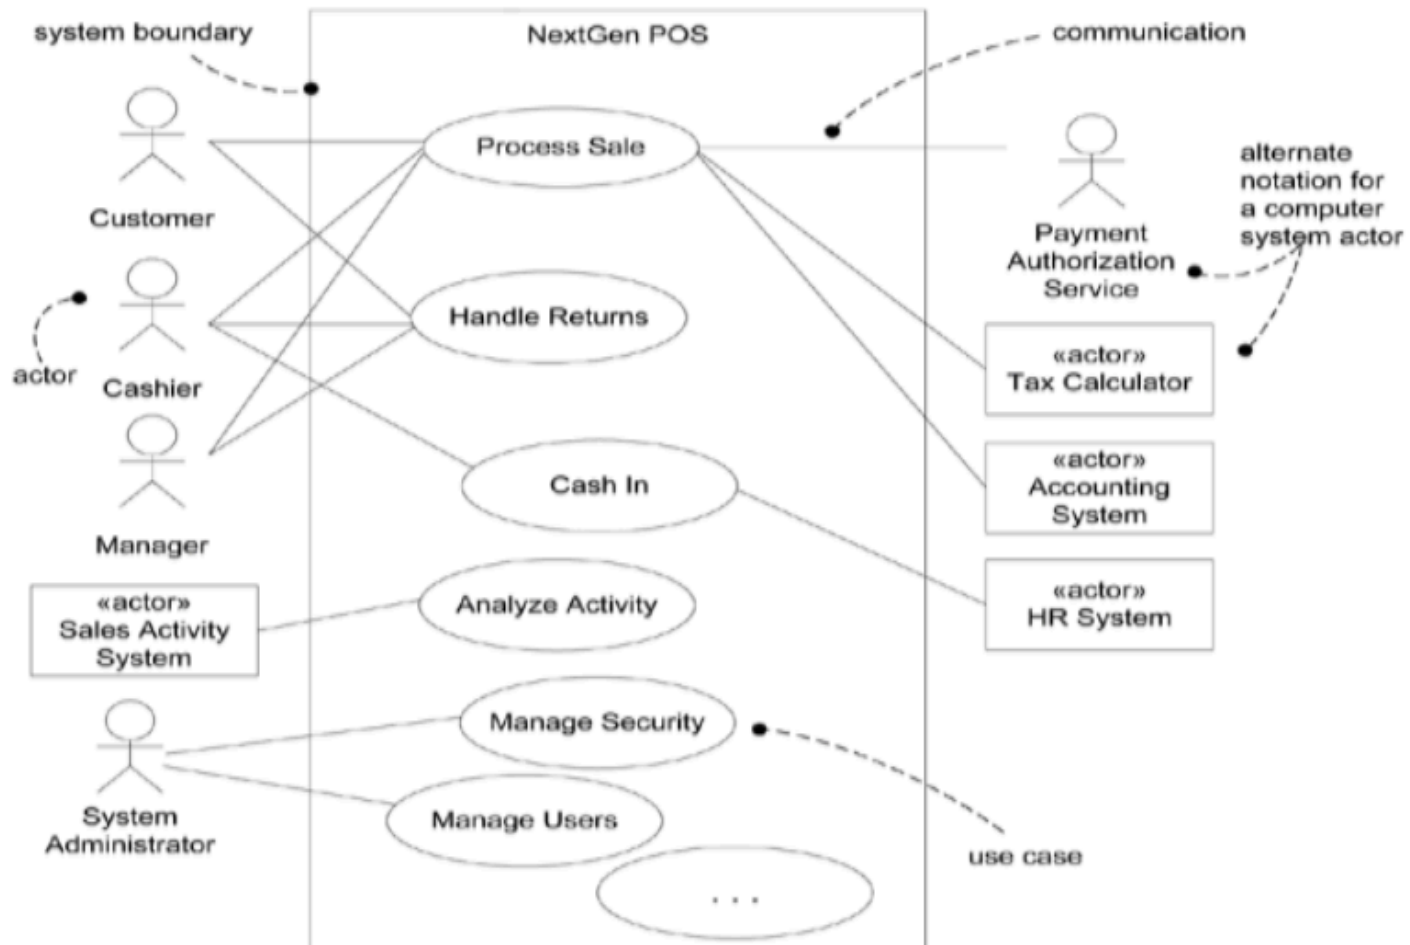 system boundary
NextGen POS
communication
Customer
Process Sale
Payment
Authorization
Service
alternate
notation for
a computer
system actor
actor
Cashier
Handle Returns
«actor»
Tax Calculator
Manager
Cash In
«actor»
Accounting
System
«actor»
Sales Activity
System
Analyze Activity
«actor»
HR System
System
Administrator
Manage Security
Manage Users
use case
. . .